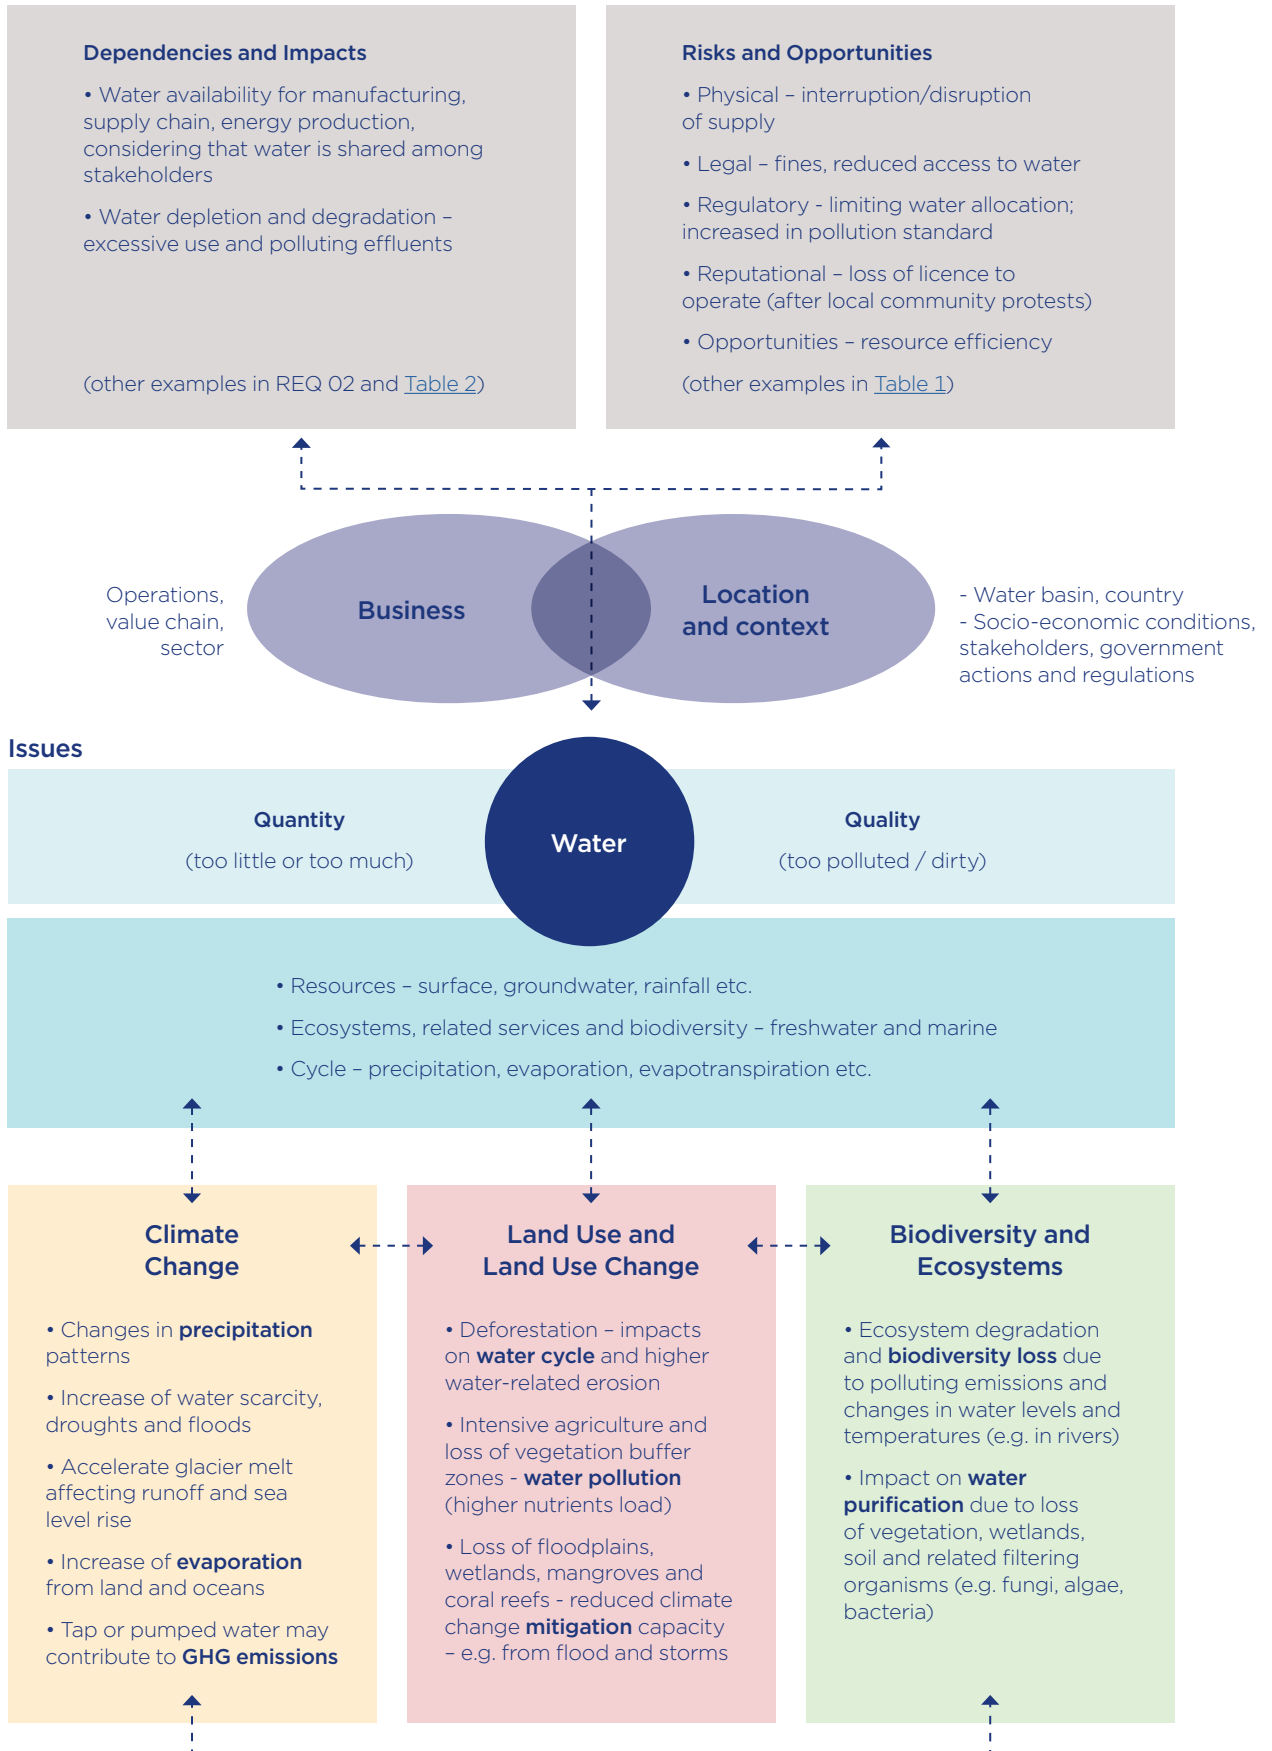 Dependencies and Impacts
• Water availability for manufacturing,
supply chain, energy production,
considering that water is shared among
stakeholders
• Water depletion and degradation –
excessive use and polluting effluents
(other examples in REQ 02 and Table 2)
Risks and Opportunities
• Physical – interruption/disruption
of supply
• Legal – fines, reduced access to water
• Regulatory - limiting water allocation;
increased in pollution standard
• Reputational – loss of licence to
operate (after local community protests)
• Opportunities – resource efficiency
(other examples in Table 1)
Operations,
value chain,
sector
Business
Location
and context
- Water basin, country
- Socio-economic conditions,
stakeholders, government
actions and regulations
Issues
Quantity
(too little or too much)
Water
Quality
(too polluted / dirty)
• Resources – surface, groundwater, rainfall etc.
• Ecosystems, related services and biodiversity – freshwater and marine
• Cycle – precipitation, evaporation, evapotranspiration etc.
Climate
Change
• Changes in precipitation
patterns
• Increase of water scarcity,
droughts and floods
• Accelerate glacier melt
affecting runoff and sea
level rise
• Increase of evaporation
from land and oceans
• Tap or pumped water may
contribute to GHG emissions
Land Use and
Land Use Change
• Deforestation – impacts
on water cycle and higher
water-related erosion
• Intensive agriculture and
loss of vegetation buffer
zones - water pollution
(higher nutrients load)
• Loss of floodplains,
wetlands, mangroves and
coral reefs - reduced climate
change mitigation capacity
– e.g. from flood and storms
Biodiversity and
Ecosystems
• Ecosystem degradation
and biodiversity loss due
to polluting emissions and
changes in water levels and
temperatures (e.g. in rivers)
• Impact on water
purification due to loss
of vegetation, wetlands,
soil and related filtering
organisms (e.g. fungi, algae,
bacteria)